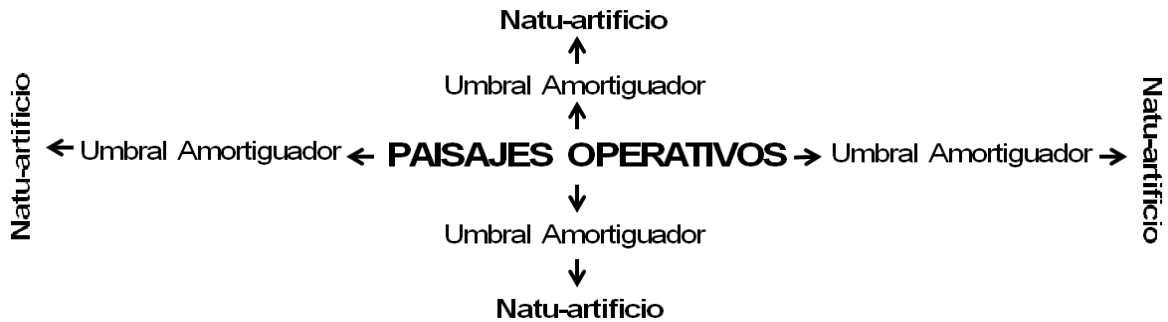 Natu-artificio
Umbral Amortiguador
Natu-artificio
Umbral Amortiguador
PAISAJES OPERATIVOS
Umbral Amortiguador
Natu-artificio
Umbral Amortiguador
Natu-artificio